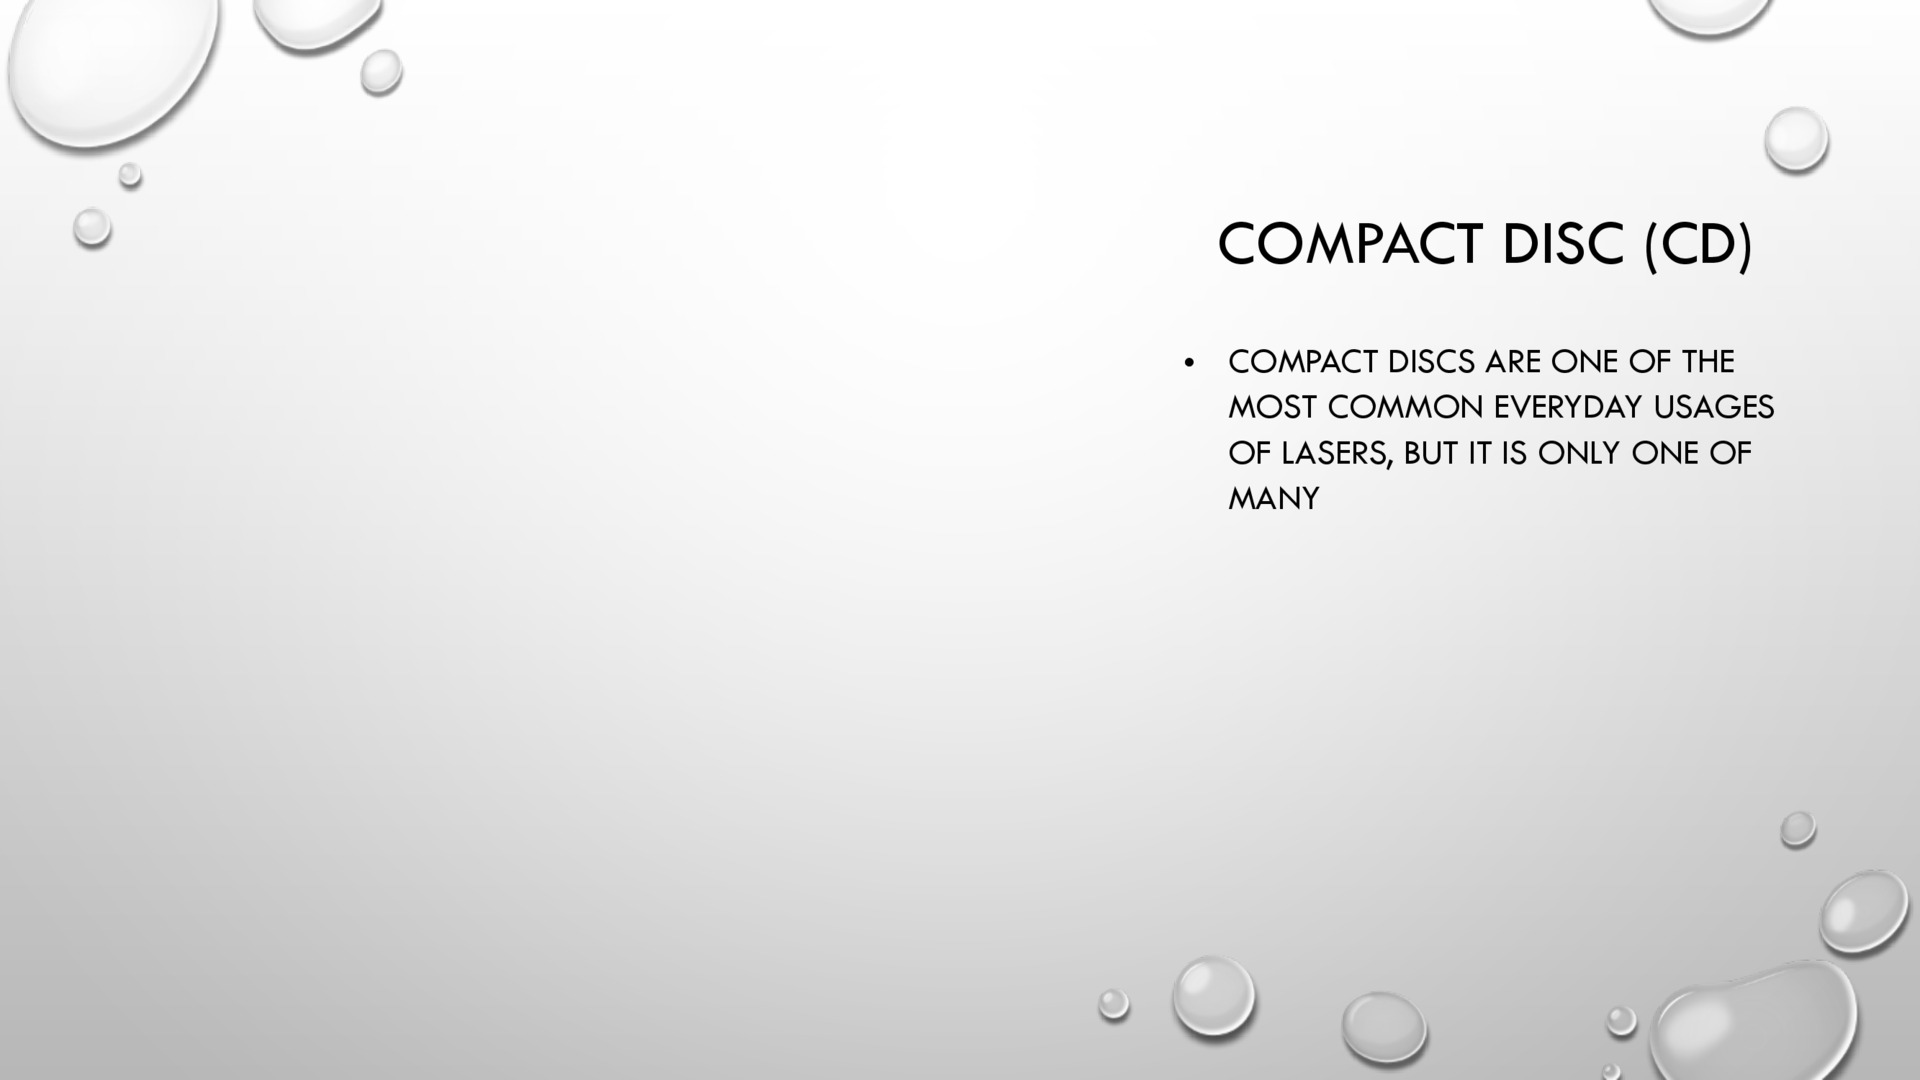 COMPACT DISC (CD)
• COMPACT DISCS ARE ONE OF THE
MOST COMMON EVERYDAY USAGES
OF LASERS, BUT IT IS ONLY ONE OF
MANY